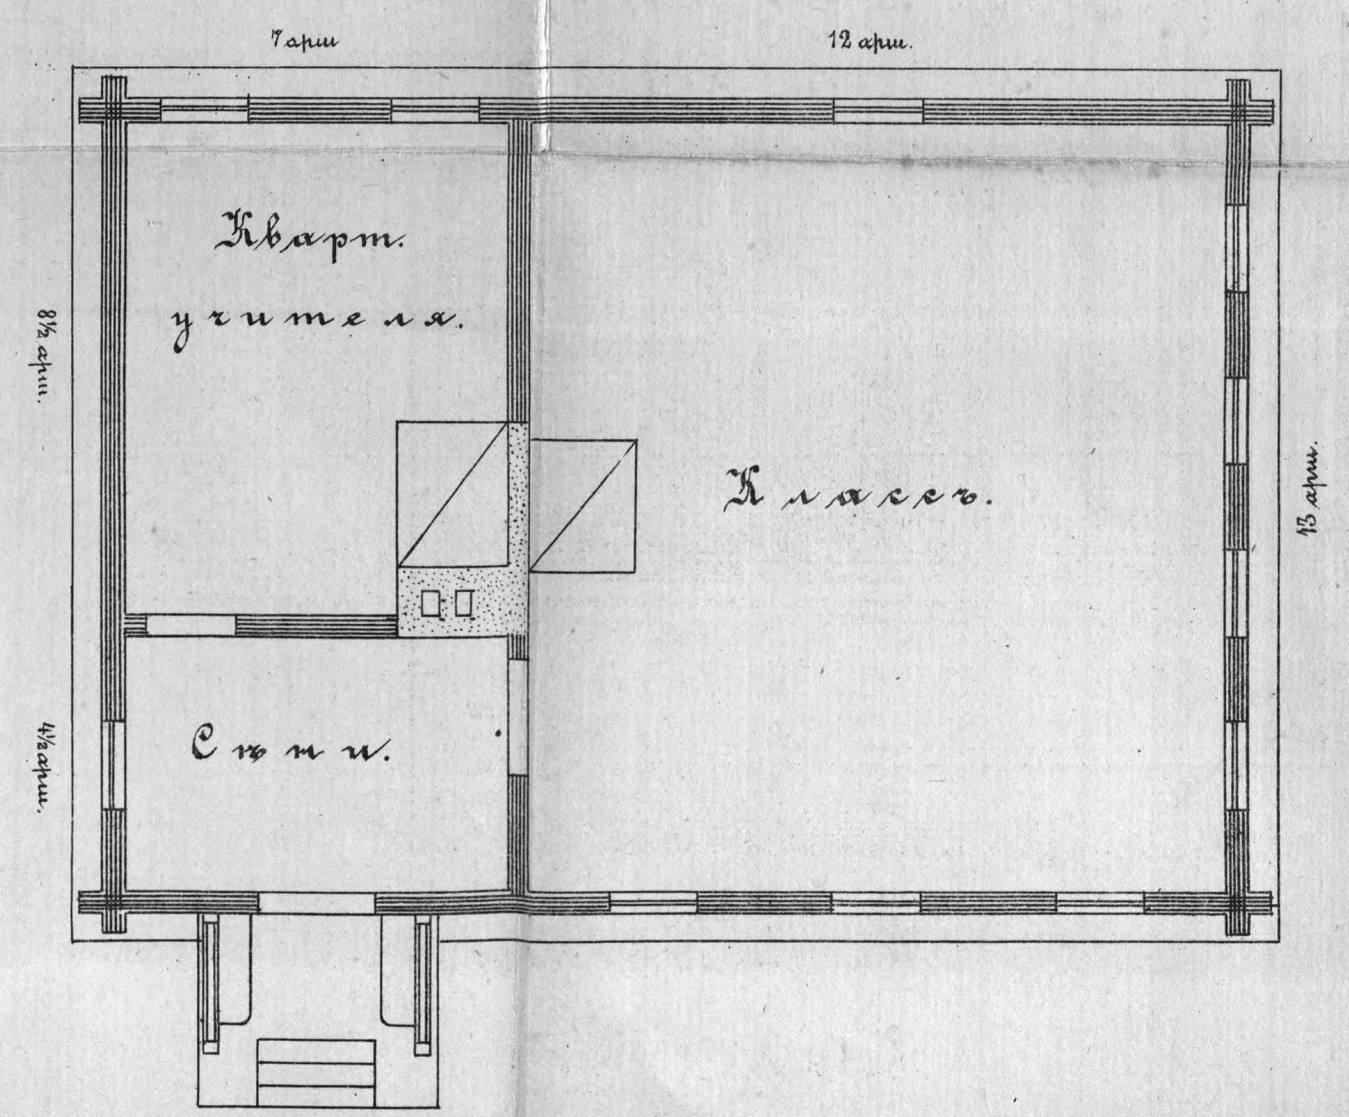 7 арш
12 арш.
Кварт.
учителя.
8½ арш.
Классъ.
13 арш.
Сѣни.
4½ арш.